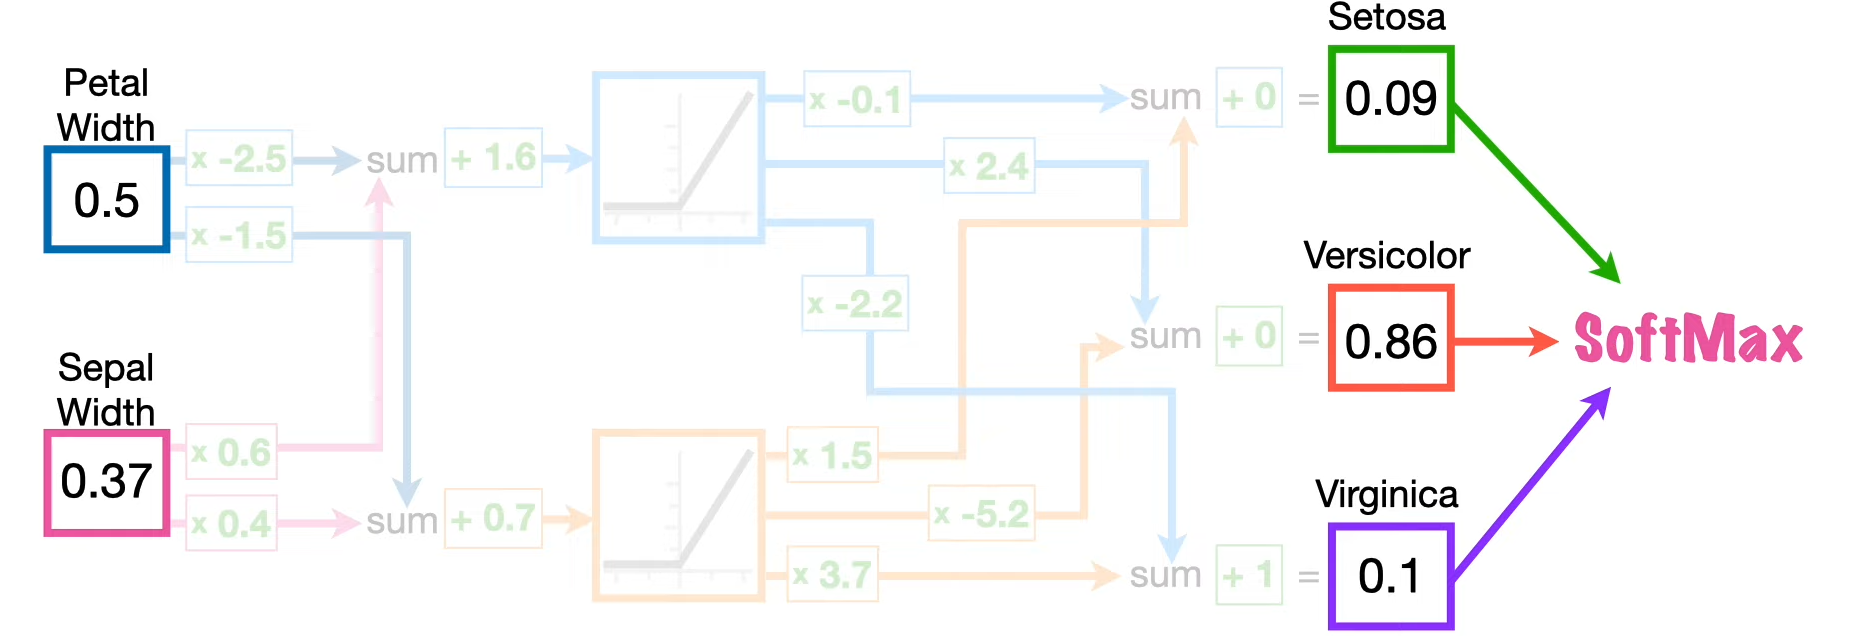 Setosa
Petal
Width
0.5
x -2.5
sum
+ 1.6
x -0.1
sum
+ 0
=
0.09
x -1.5
x 2.4
Versicolor
x -2.2
sum
+ 0
=
0.86
SoftMax
Sepal
Width
0.37
x 0.6
x 0.4
sum
+ 0.7
x 1.5
x -5.2
x 3.7
Virginica
sum
+ 1
=
0.1